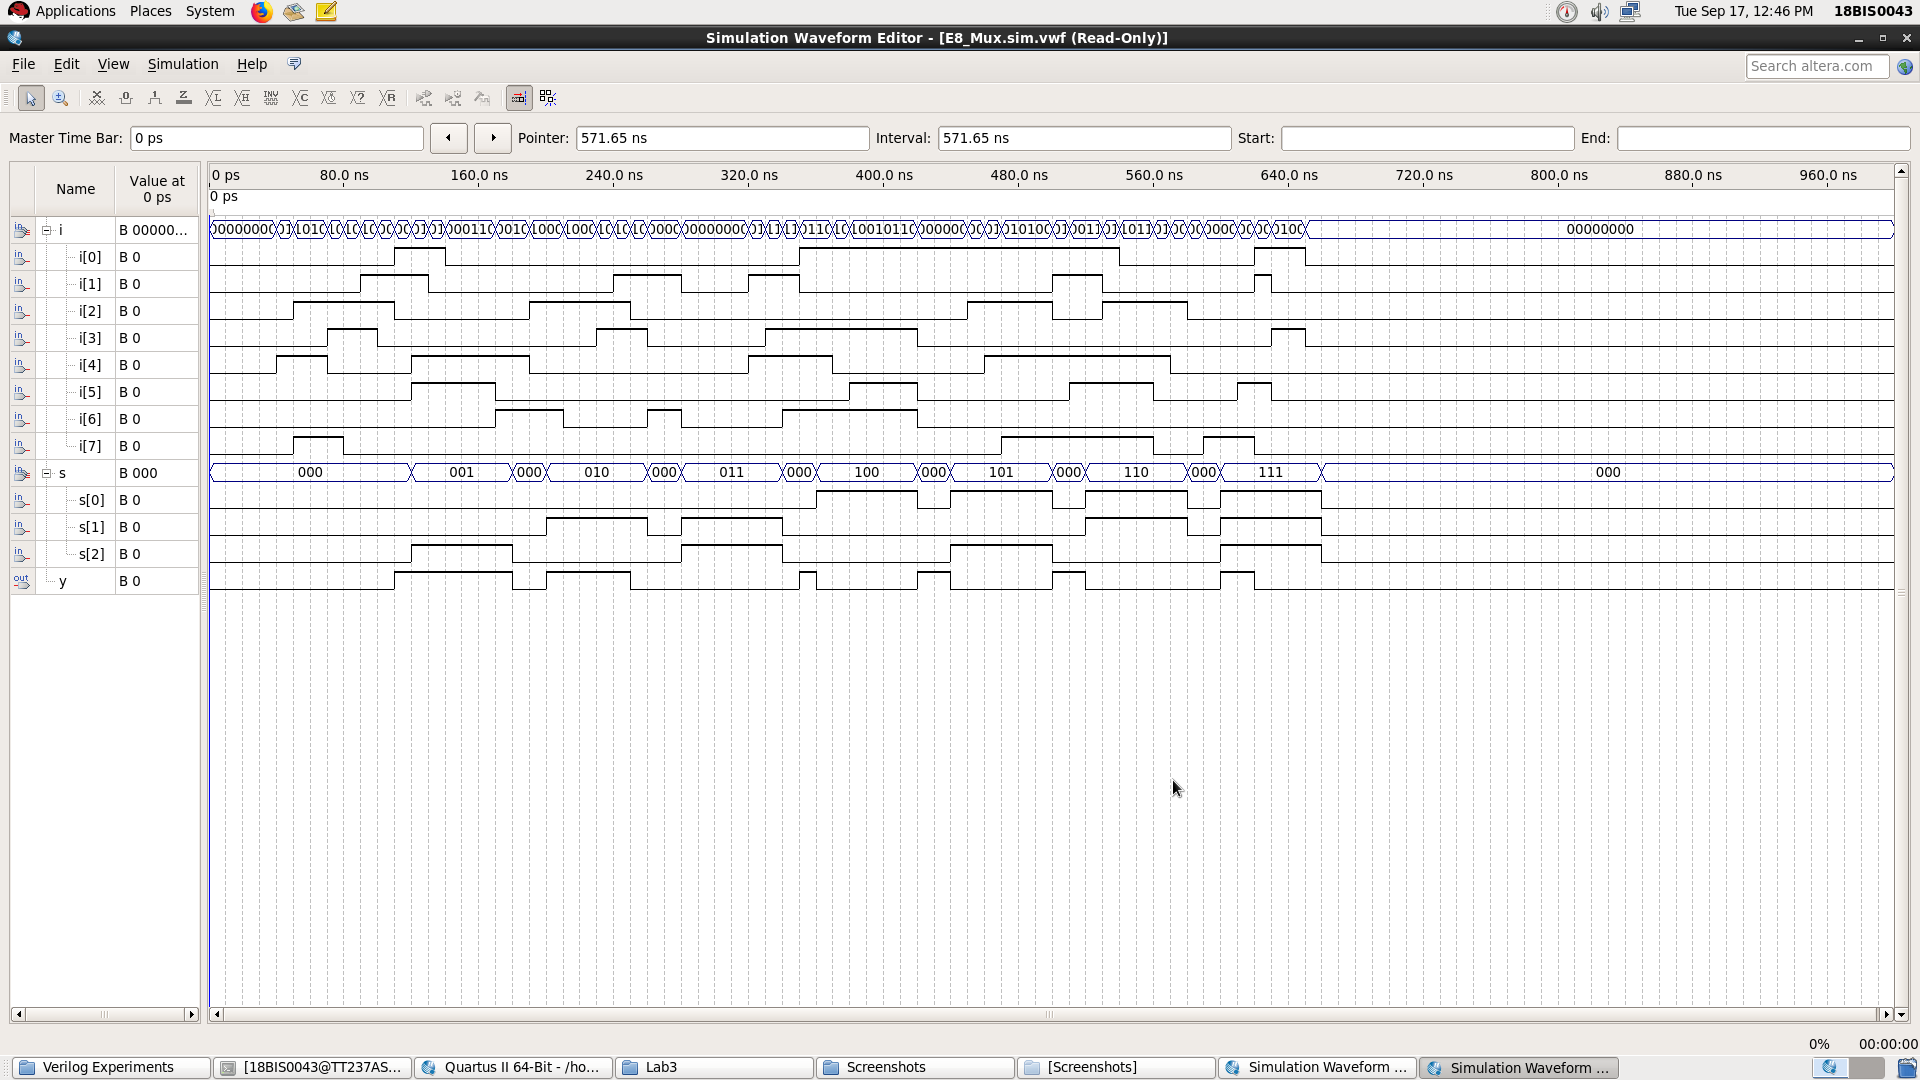 Applications Places System Tue Sep 17, 12:46 PM 18BIS0043
Simulation Waveform Editor - [E8_Mux.sim.vwf (Read-Only)]
File Edit View Simulation Help Search altera.com
Master Time Bar: 0 ps Pointer: 571.65 ns Interval: 571.65 ns Start: End:
Name Value at 0 ps
0 ps 80.0 ns 160.0 ns 240.0 ns 320.0 ns 400.0 ns 480.0 ns 560.0 ns 640.0 ns 720.0 ns 800.0 ns 880.0 ns 960.0 ns
0 ps
i B 00000... 00000000
i[0] B 0
i[1] B 0
i[2] B 0
i[3] B 0
i[4] B 0
i[5] B 0
i[6] B 0
i[7] B 0
s B 000 000 001 000 010 000 011 000 100 000 101 000 110 000 111 000
s[0] B 0
s[1] B 0
s[2] B 0
y B 0
0% 00:00:00
Verilog Experiments [18BIS0043@TT237AS... Quartus II 64-Bit - /ho... Lab3 Screenshots [Screenshots] Simulation Waveform ... Simulation Waveform ...